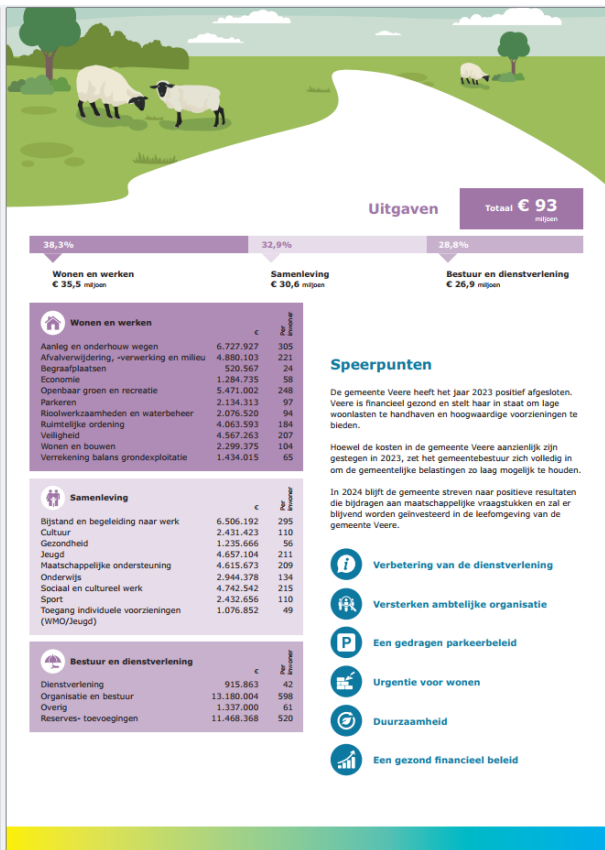 Uitgaven
Totaal € 93
miljoen
38,3%
32,9%
28,8%
Wonen en werken
€ 35,5 miljoen
Samenleving
€ 30,6 miljoen
Bestuur en dienstverlening
€ 26,9 miljoen
Wonen en werken
€ Per inwoner
Aanleg en onderhouw wegen 6.727.927 305
Afvalverwijdering, -verwerking en milieu 4.880.103 221
Begraafplaatsen 520.567 24
Economie 1.284.735 58
Openbaar groen en recreatie 5.471.002 248
Parkeren 2.134.313 97
Rioolwerkzaamheden en waterbeheer 2.076.520 94
Ruimtelijke ordening 4.063.593 184
Veiligheid 4.567.263 207
Wonen en bouwen 2.299.375 104
Verrekening balans grondexploitatie 1.434.015 65
Samenleving
€ Per inwoner
Bijstand en begeleiding naar werk 6.506.192 295
Cultuur 2.431.423 110
Gezondheid 1.235.666 56
Jeugd 4.657.104 211
Maatschappelijke ondersteuning 4.615.673 209
Onderwijs 2.944.378 134
Sociaal en cultureel werk 4.742.542 215
Sport 2.432.656 110
Toegang individuele voorzieningen 1.076.852 49
(WMO/Jeugd)
Bestuur en dienstverlening
€ Per inwoner
Dienstverlening 915.863 42
Organisatie en bestuur 13.180.004 598
Overig 1.337.000 61
Reserves- toevoegingen 11.468.368 520
Speerpunten
De gemeente Veere heeft het jaar 2023 positief afgesloten.
Veere is financieel gezond en stelt haar in staat om lage
woonlasten te handhaven en hoogwaardige voorzieningen te
bieden.
Hoewel de kosten in de gemeente Veere aanzienlijk zijn
gestegen in 2023, zet het gemeentebestuur zich volledig in
om de gemeentelijke belastingen zo laag mogelijk te houden.
In 2024 blijft de gemeente streven naar positieve resultaten
die bijdragen aan maatschappelijke vraagstukken en zal er
blijvend worden geïnvesteerd in de leefomgeving van de
gemeente Veere.
i Verbetering van de dienstverlening
Versterken ambtelijke organisatie
P Een gedragen parkeerbeleid
Urgentie voor wonen
Duurzaamheid
Een gezond financieel beleid